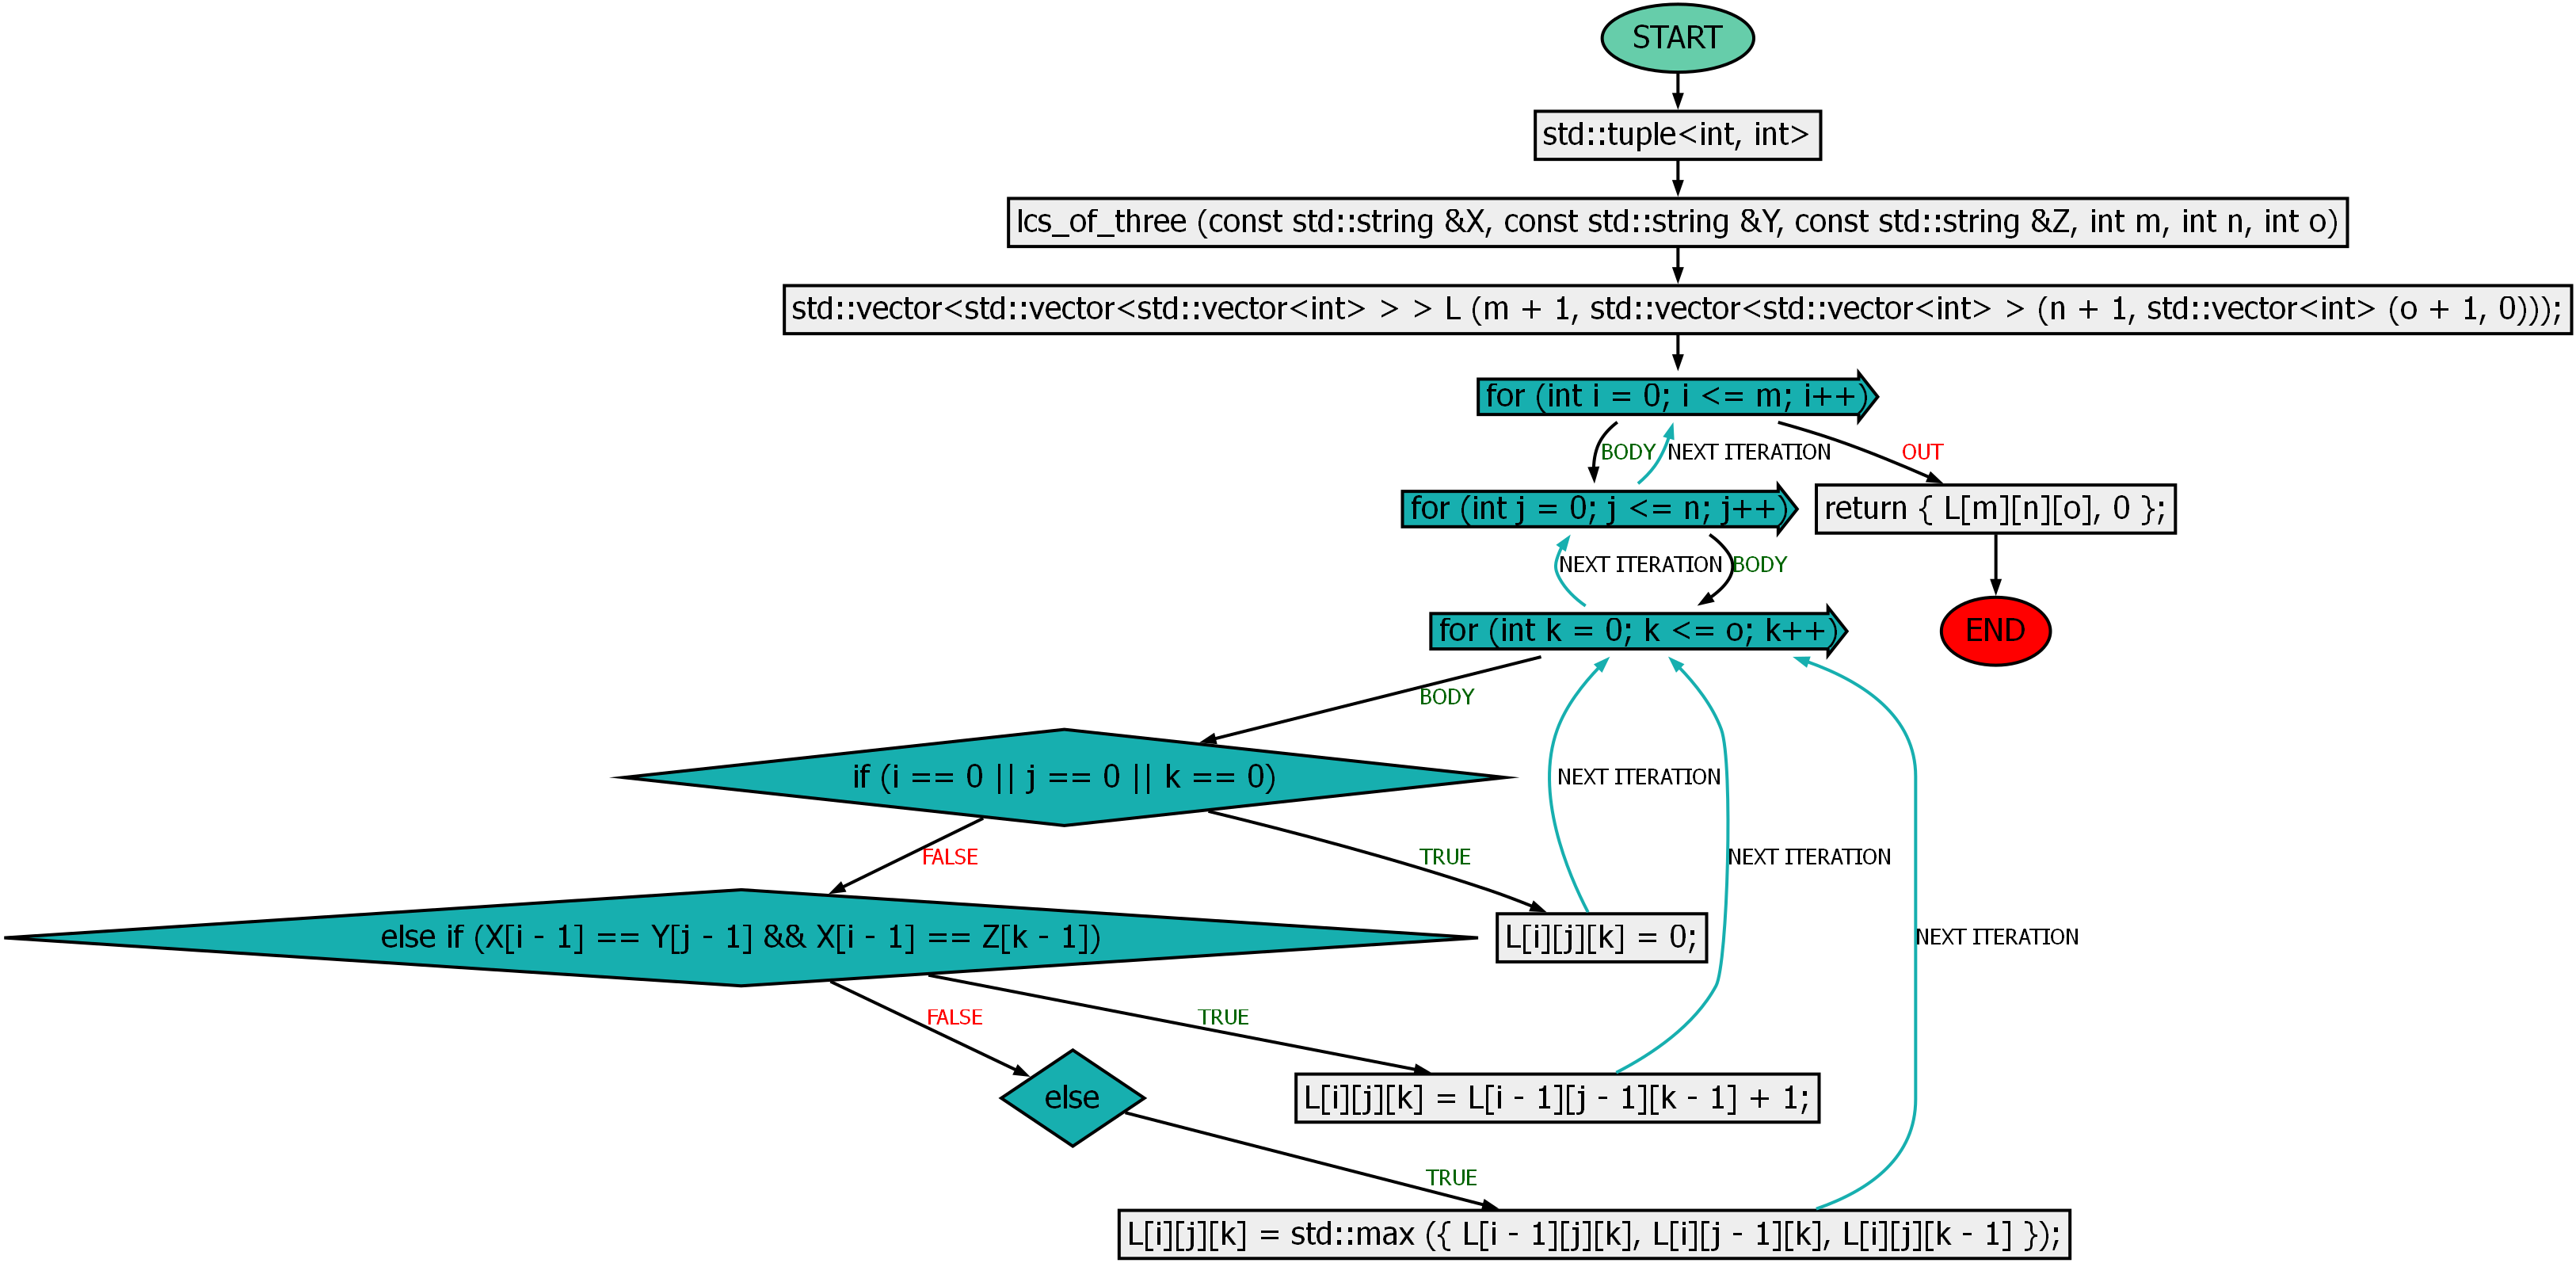 START
std::tuple<int, int>
lcs_of_three (const std::string &X, const std::string &Y, const std::string &Z, int m, int n, int o)
std::vector<std::vector<std::vector<int> > > L (m + 1, std::vector<std::vector<int> > (n + 1, std::vector<int> (o + 1, 0)));
for (int i = 0; i <= m; i++)
BODY
NEXT ITERATION
OUT
for (int j = 0; j <= n; j++)
return { L[m][n][o], 0 };
NEXT ITERATION
BODY
for (int k = 0; k <= o; k++)
END
BODY
if (i == 0 || j == 0 || k == 0)
NEXT ITERATION
FALSE
TRUE
NEXT ITERATION
else if (X[i - 1] == Y[j - 1] && X[i - 1] == Z[k - 1])
L[i][j][k] = 0;
NEXT ITERATION
FALSE
TRUE
else
L[i][j][k] = L[i - 1][j - 1][k - 1] + 1;
TRUE
L[i][j][k] = std::max ({ L[i - 1][j][k], L[i][j - 1][k], L[i][j][k - 1] });